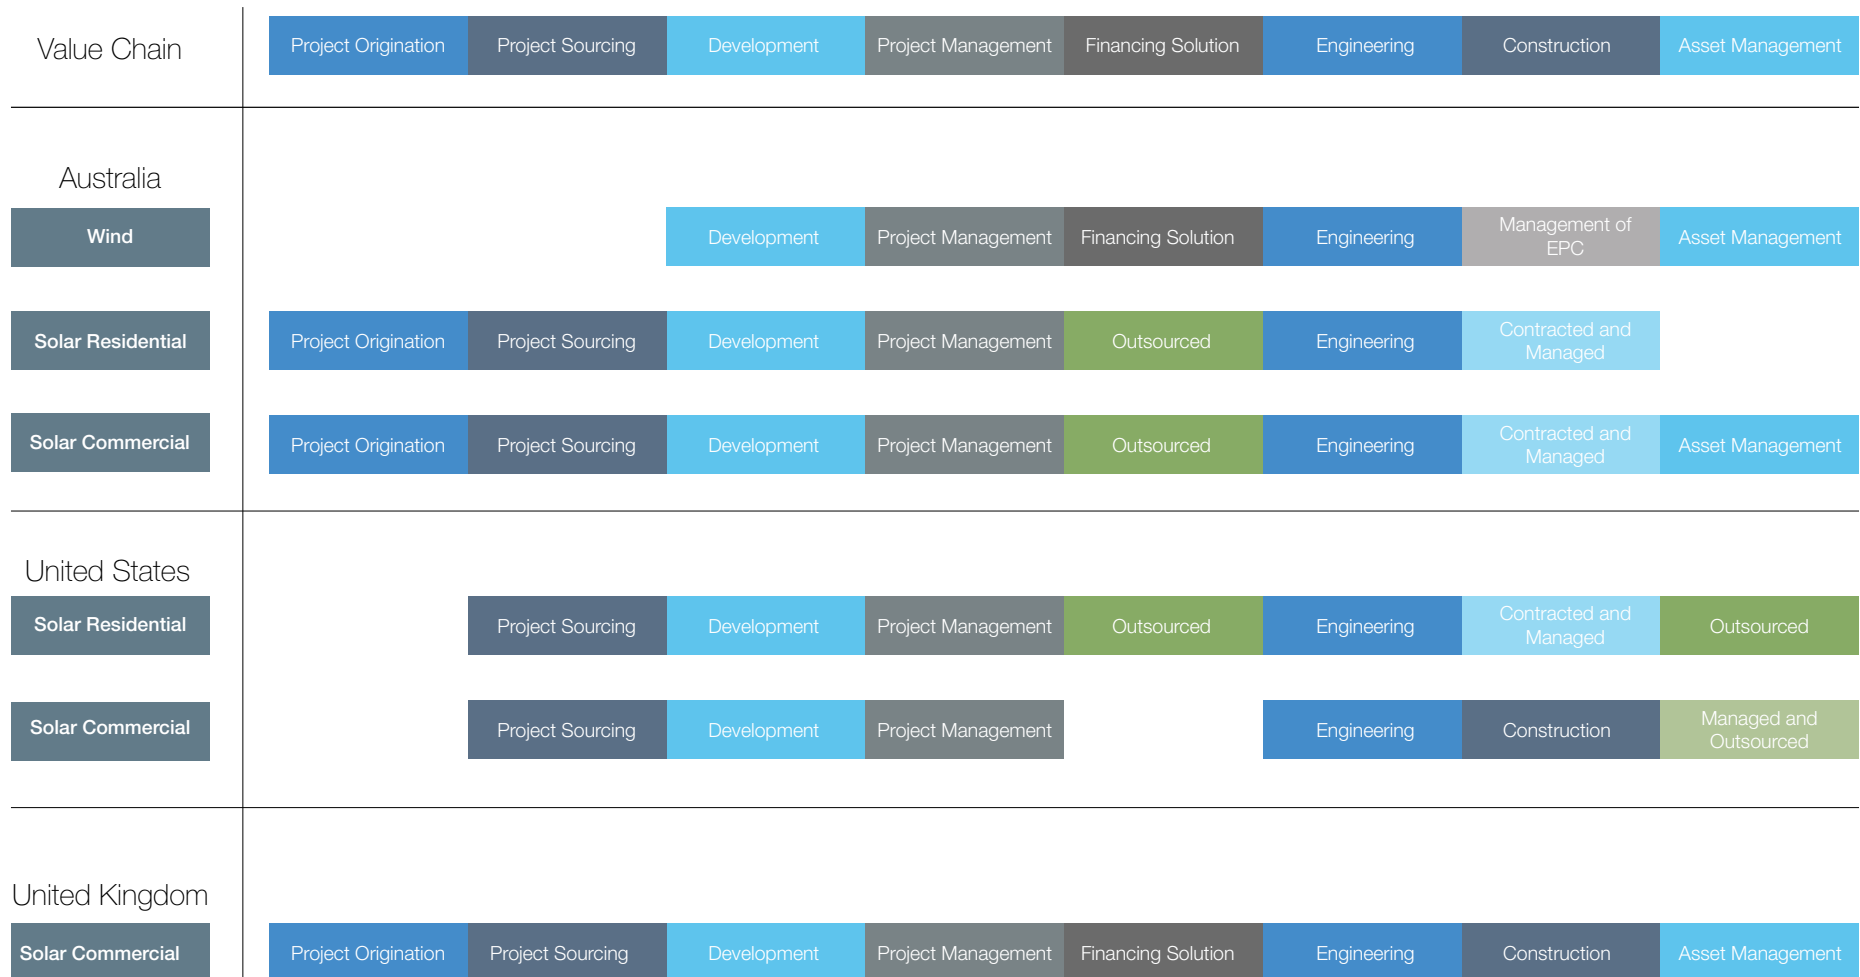 Value Chain
Project Origination
Project Sourcing
Development
Project Management
Financing Solution
Engineering
Construction
Asset Management
Australia
Wind
Development
Project Management
Financing Solution
Engineering
Management of
EPC
Asset Management
Solar Residential
Project Origination
Project Sourcing
Development
Project Management
Outsourced
Engineering
Contracted and
Managed
Solar Commercial
Project Origination
Project Sourcing
Development
Project Management
Outsourced
Engineering
Contracted and
Managed
Asset Management
United States
Solar Residential
Project Sourcing
Development
Project Management
Outsourced
Engineering
Contracted and
Managed
Outsourced
Solar Commercial
Project Sourcing
Development
Project Management
Engineering
Construction
Managed and
Outsourced
United Kingdom
Solar Commercial
Project Origination
Project Sourcing
Development
Project Management
Financing Solution
Engineering
Construction
Asset Management